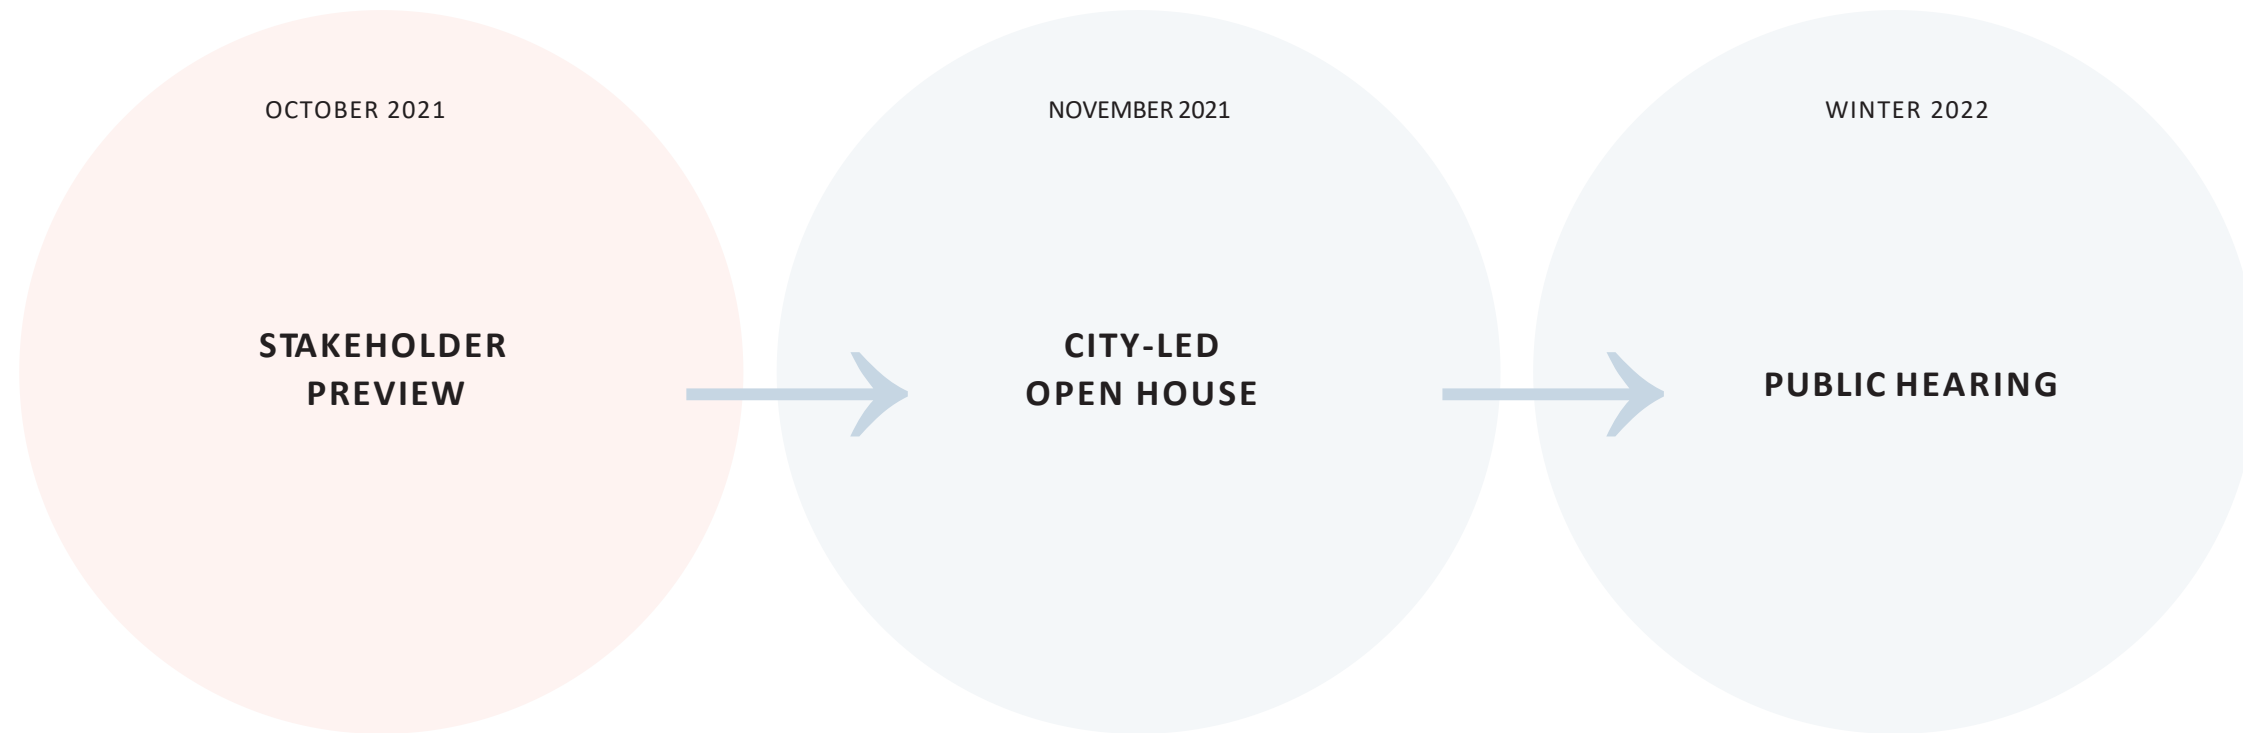 OCTOBER 2021
STAKEHOLDER
PREVIEW
NOVEMBER 2021
CITY-LED
OPEN HOUSE
WINTER 2022
PUBLIC HEARING